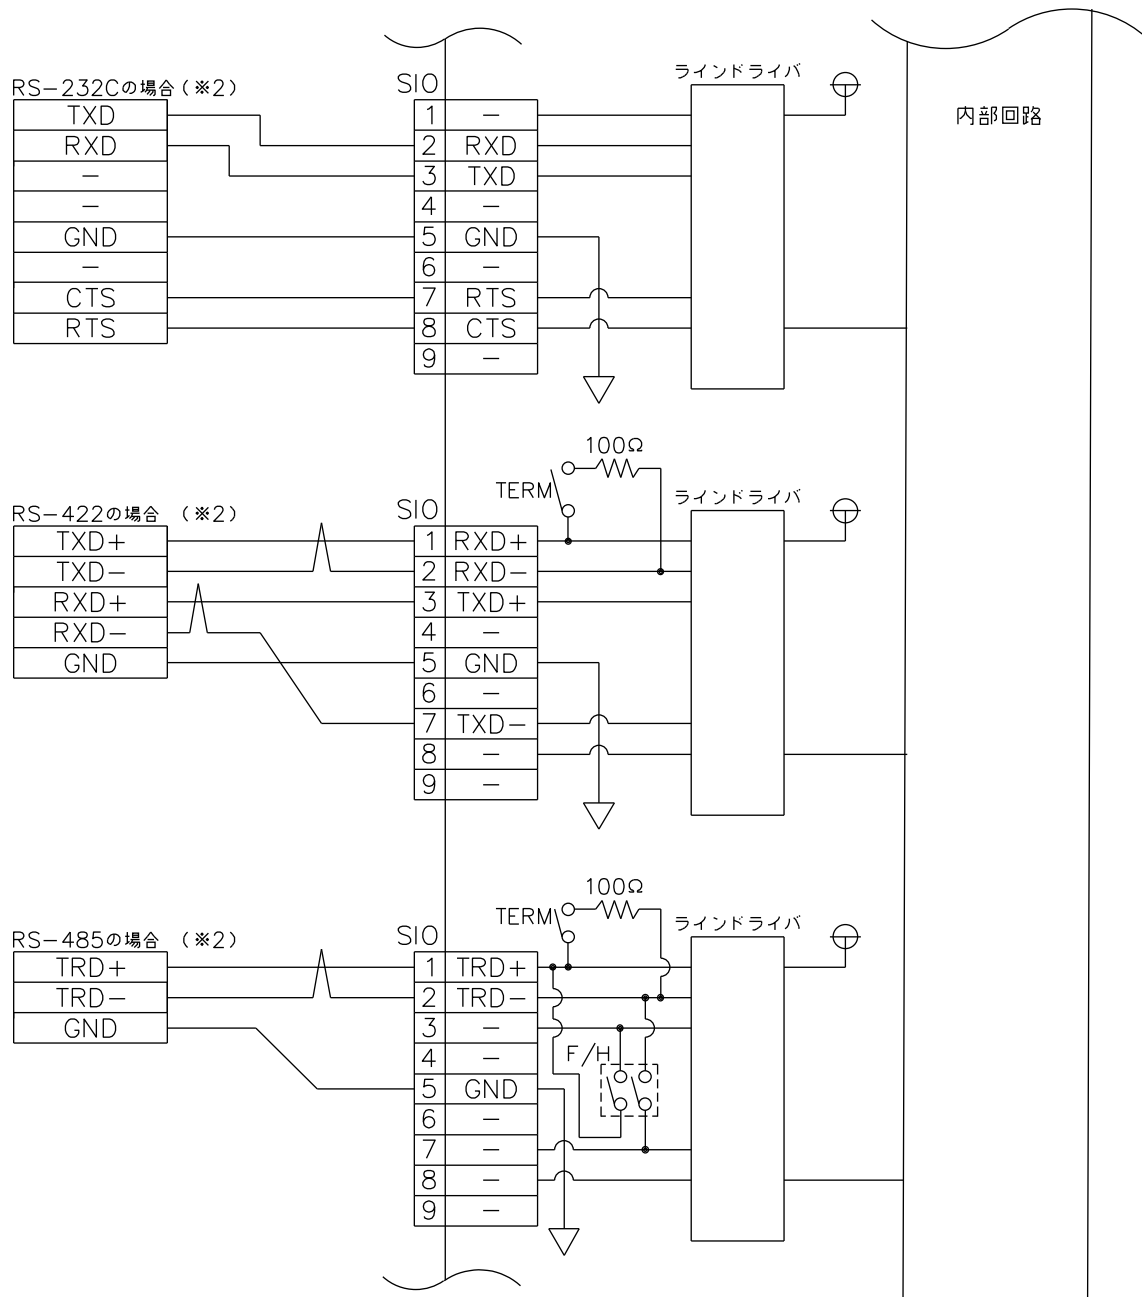 ラインドライバ
内部回路
RS-232Cの場合(※2)
SIO
TXD 1 -
RXD 2 RXD
- 3 TXD
- 4 -
GND 5 GND
- 6 -
CTS 7 RTS
RTS 8 CTS
9 -
100Ω
TERM
ラインドライバ
RS-422の場合 (※2)
SIO
TXD+ 1 RXD+
TXD- 2 RXD-
RXD+ 3 TXD+
RXD- 4 -
GND 5 GND
6 -
7 TXD-
8 -
9 -
100Ω
TERM
ラインドライバ
RS-485の場合 (※2)
SIO
TRD+ 1 TRD+
TRD- 2 TRD-
GND 3 -
F/H
4 -
5 GND
6 -
7 -
8 -
9 -